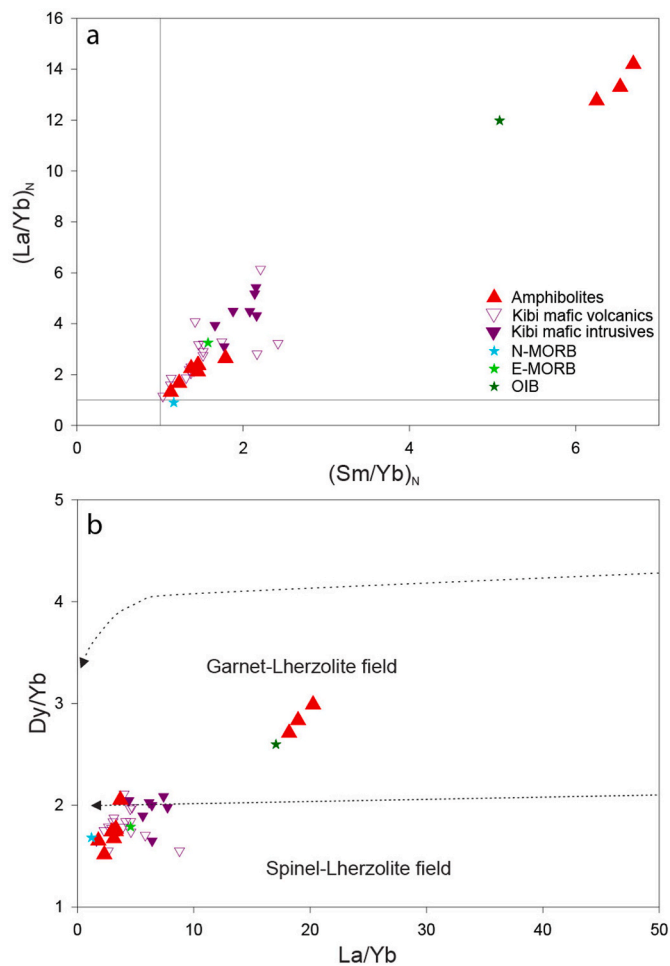 a
16
14
12
10
8
6
4
2
0
(La/Yb)N
0
2
4
6
(Sm/Yb)N
Amphibolites
Kibi mafic volcanics
Kibi mafic intrusives
N-MORB
E-MORB
OIB
b
5
4
3
2
1
Dy/Yb
Garnet-Lherzolite field
Spinel-Lherzolite field
0
10
20
30
40
50
La/Yb